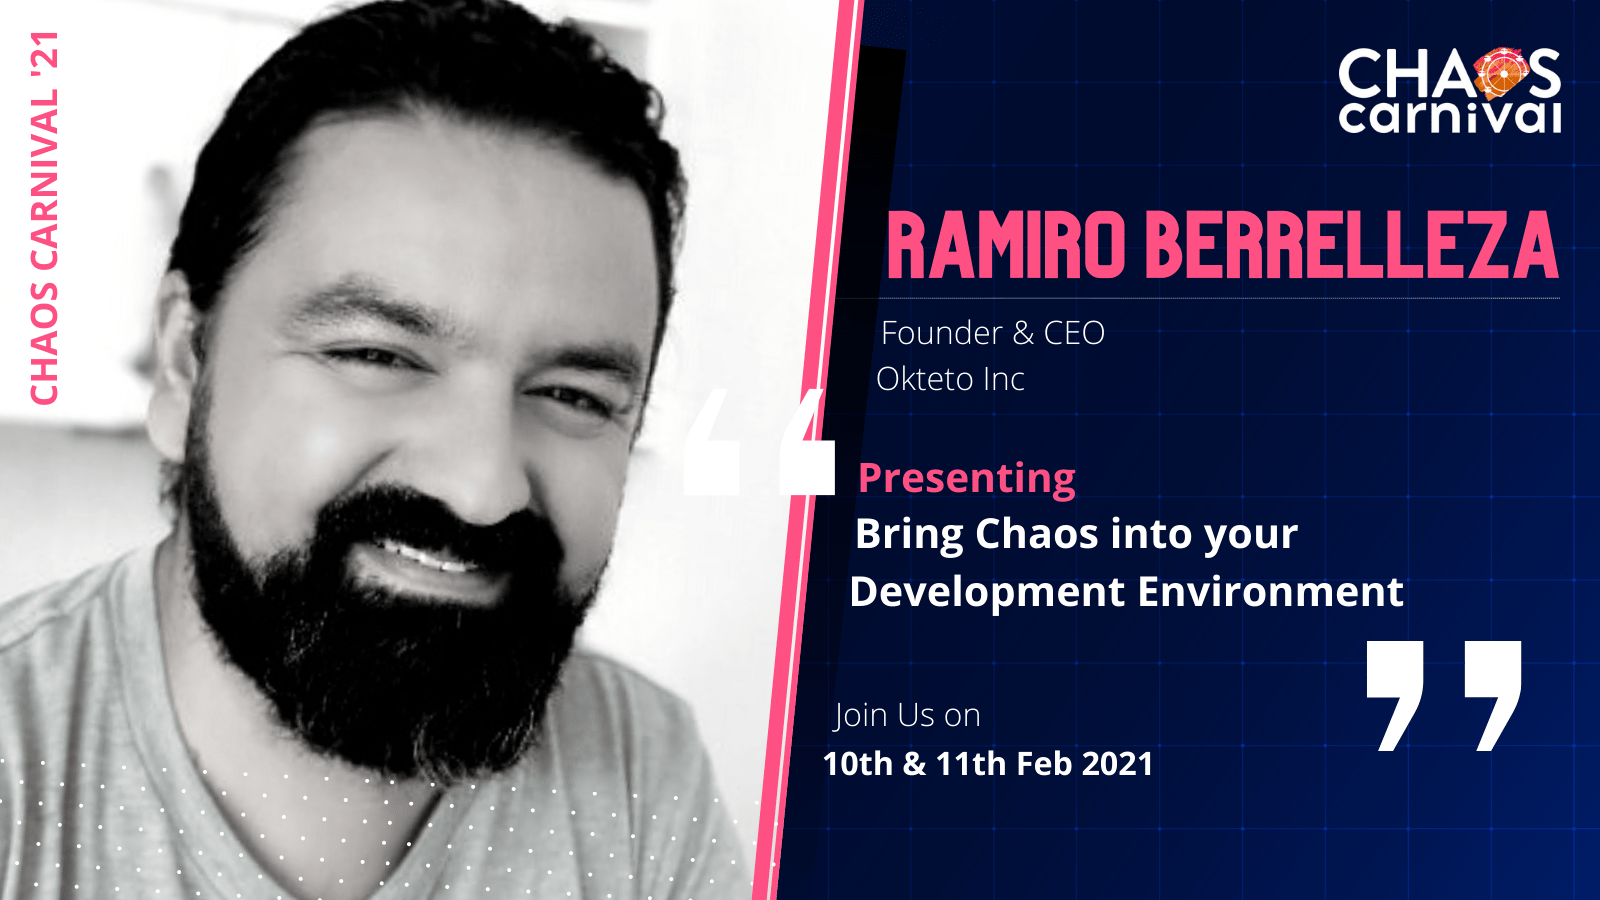 CHAOS CARNIVAL '21
CHAOS
carnival
RAMIRO BERRELLEZA
Founder & CEO
Okteto Inc
“
Presenting
Bring Chaos into your
Development Environment
”
Join Us on
10th & 11th Feb 2021